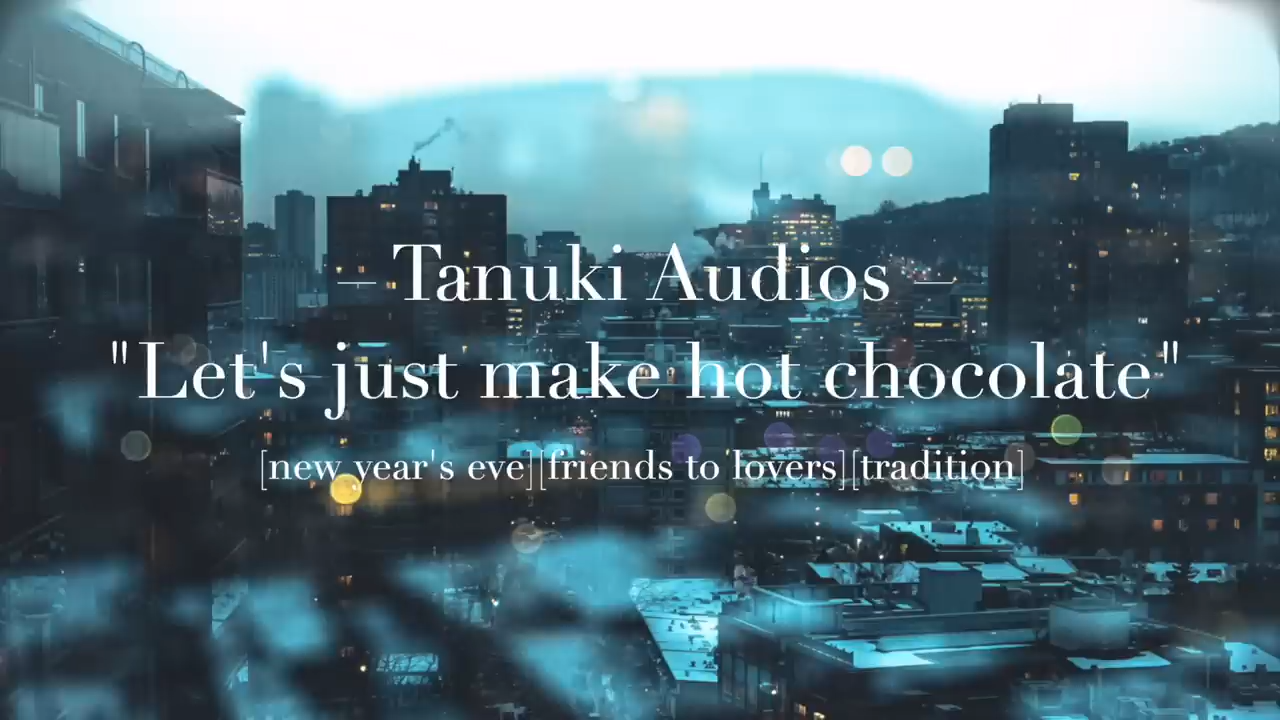 – Tanuki Audios –
"Let's just make hot chocolate"
[new year's eve][friends to lovers][tradition]